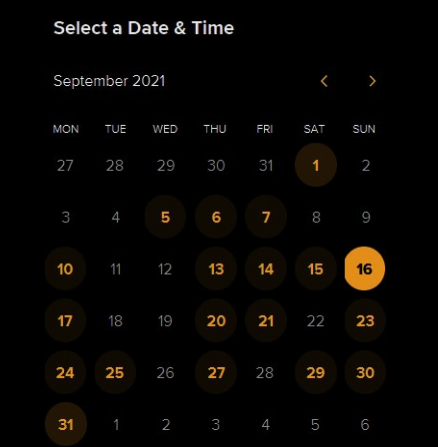 Select a Date & Time
September 2021
MON TUE WED THU FRI SAT SUN
27 28 29 30 31 1 2
3 4 5 6 7 8 9
10 11 12 13 14 15 16
17 18 19 20 21 22 23
24 25 26 27 28 29 30
31 1 2 3 4 5 6